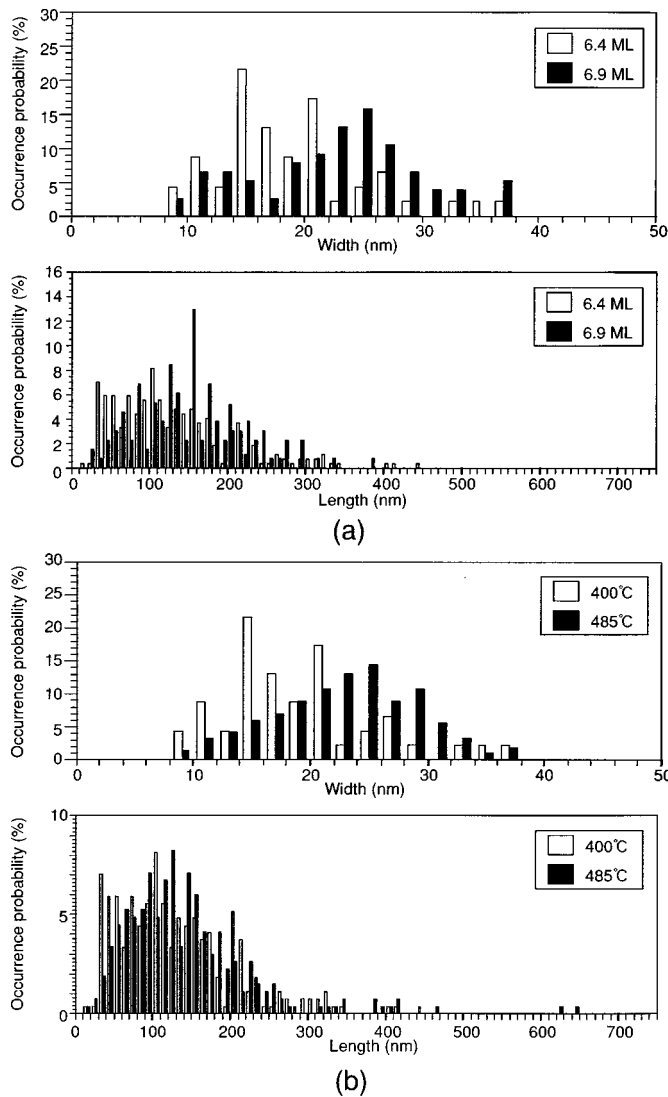 Occurrence probability (%)
30
25
20
15
10
5
0
0 10 20 30 40 50
Width (nm)
6.4 ML
6.9 ML
Occurrence probability (%)
16
14
12
10
8
6
4
2
0
0 100 200 300 400 500 600 700
Length (nm)
6.4 ML
6.9 ML
(a)
Occurrence probability (%)
30
25
20
15
10
5
0
0 10 20 30 40 50
Width (nm)
400℃
485℃
Occurrence probability (%)
10
5
0
0 100 200 300 400 500 600 700
Length (nm)
400℃
485℃
(b)